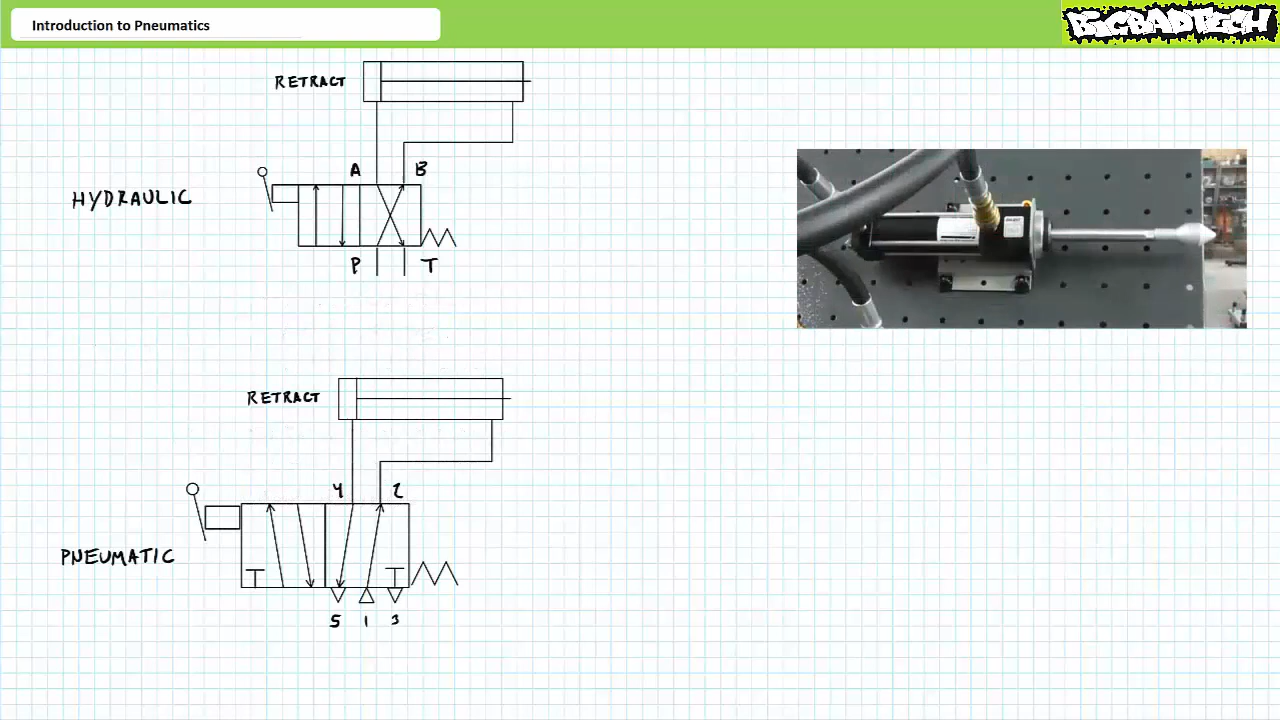 Introduction to Pneumatics
BIGBADTECH
RETRACT
A B
HYDRAULIC
P T
RETRACT
4 2
PNEUMATIC
5 1 3